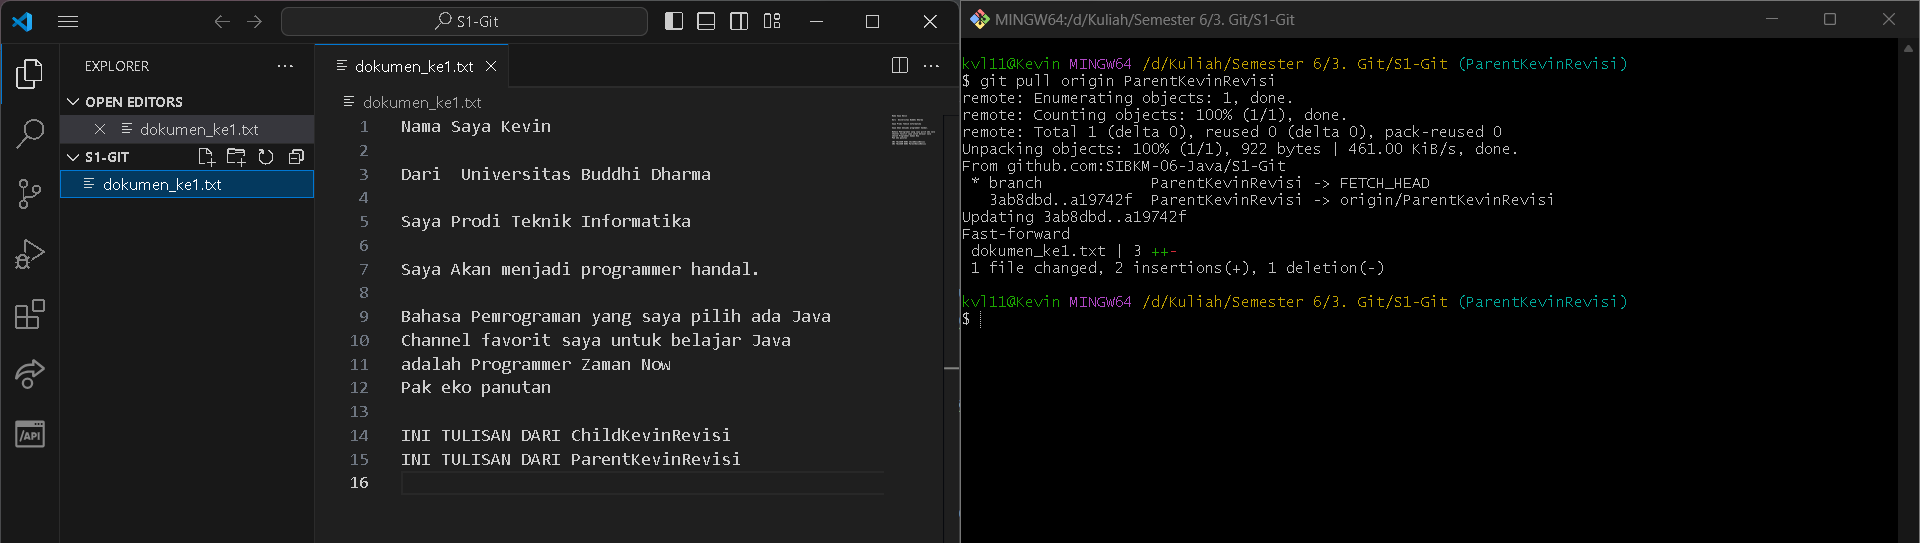 S1-Git
EXPLORER
OPEN EDITORS
dokumen_ke1.txt
S1-GIT
dokumen_ke1.txt
/API
dokumen_ke1.txt
dokumen_ke1.txt
1 Nama Saya Kevin
2
3 Dari  Universitas Buddhi Dharma
4
5 Saya Prodi Teknik Informatika
6
7 Saya Akan menjadi programmer handal.
8
9 Bahasa Pemrograman yang saya pilih ada Java
10 Channel favorit saya untuk belajar Java
11 adalah Programmer Zaman Now
12 Pak eko panutan
13
14 INI TULISAN DARI ChildKevinRevisi
15 INI TULISAN DARI ParentKevinRevisi
16
MINGW64:/d/Kuliah/Semester 6/3. Git/S1-Git
kvl11@Kevin MINGW64 /d/Kuliah/Semester 6/3. Git/S1-Git (ParentKevinRevisi)
$ git pull origin ParentKevinRevisi
remote: Enumerating objects: 1, done.
remote: Counting objects: 100% (1/1), done.
remote: Total 1 (delta 0), reused 0 (delta 0), pack-reused 0
Unpacking objects: 100% (1/1), 922 bytes | 461.00 KiB/s, done.
From github.com:SIBKM-06-Java/S1-Git
 * branch            ParentKevinRevisi -> FETCH_HEAD
   3ab8dbd..a19742f  ParentKevinRevisi -> origin/ParentKevinRevisi
Updating 3ab8dbd..a19742f
Fast-forward
 dokumen_ke1.txt | 3 ++-
 1 file changed, 2 insertions(+), 1 deletion(-)
kvl11@Kevin MINGW64 /d/Kuliah/Semester 6/3. Git/S1-Git (ParentKevinRevisi)
$